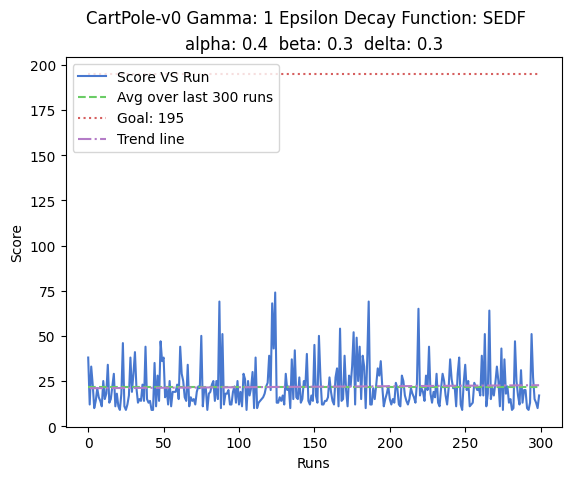 CartPole-v0 Gamma: 1 Epsilon Decay Function: SEDF
alpha: 0.4  beta: 0.3  delta: 0.3
Score VS Run
Avg over last 300 runs
Goal: 195
Trend line
Score
200
175
150
125
100
75
50
25
0
0 50 100 150 200 250 300
Runs